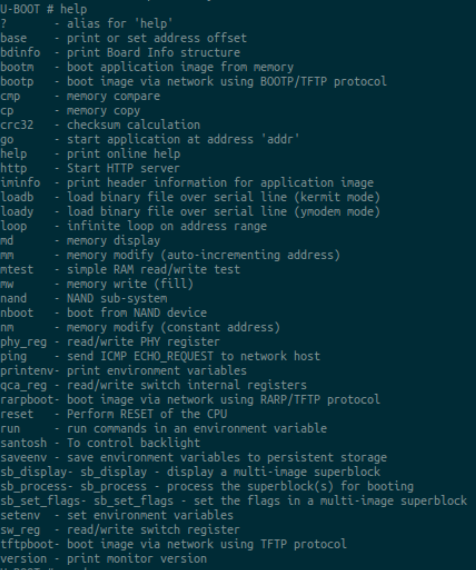 U-BOOT # help
?       - alias for 'help'
base    - print or set address offset
bdinfo  - print Board Info structure
bootm   - boot application image from memory
bootp   - boot image via network using BOOTP/TFTP protocol
cmp     - memory compare
cp      - memory copy
crc32   - checksum calculation
go      - start application at address 'addr'
help    - print online help
http    - Start HTTP server
iminfo  - print header information for application image
loadb   - load binary file over serial line (kermit mode)
loady   - load binary file over serial line (ymodem mode)
loop    - infinite loop on address range
md      - memory display
mm      - memory modify (auto-incrementing address)
mtest   - simple RAM read/write test
mw      - memory write (fill)
nand    - NAND sub-system
nboot   - boot from NAND device
nm      - memory modify (constant address)
phy_reg - read/write PHY register
ping    - send ICMP ECHO_REQUEST to network host
printenv- print environment variables
qca_reg - read/write switch internal registers
rarpboot- boot image via network using RARP/TFTP protocol
reset   - Perform RESET of the CPU
run     - run commands in an environment variable
santosh - To control backlight
saveenv - save environment variables to persistent storage
sb_display- sb_display - display a multi-image superblock
sb_process- sb_process - process the superblock(s) for booting
sb_set_flags- sb_set_flags - set the flags in a multi-image superblock
setenv  - set environment variables
sw_reg  - read/write switch register
tftpboot- boot image via network using TFTP protocol
version - print monitor version